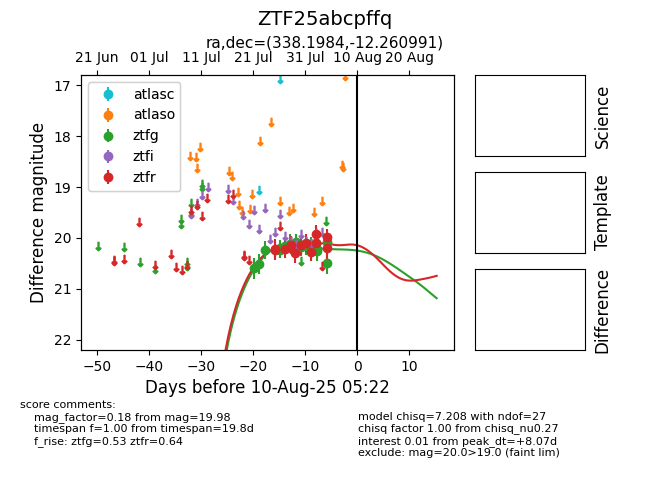 ZTF25abcpffq
ra,dec=(338.1984,-12.260991)
21 Jun 01 Jul 11 Jul 21 Jul 31 Jul 10 Aug 20 Aug
atlasc
atlaso
ztfg
ztfi
ztfr
17
18
19
20
21
22
Difference magnitude
−50 −40 −30 −20 −10 0 10
Days before 10-Aug-25 05:22
Science
Template
Difference
score comments:
mag_factor=0.18 from mag=19.98
timespan f=1.00 from timespan=19.8d
f_rise: ztfg=0.53 ztfr=0.64
model chisq=7.208 with ndof=27
chisq factor 1.00 from chisq_nu0.27
interest 0.01 from peak_dt=+8.07d
exclude: mag=20.0>19.0 (faint lim)